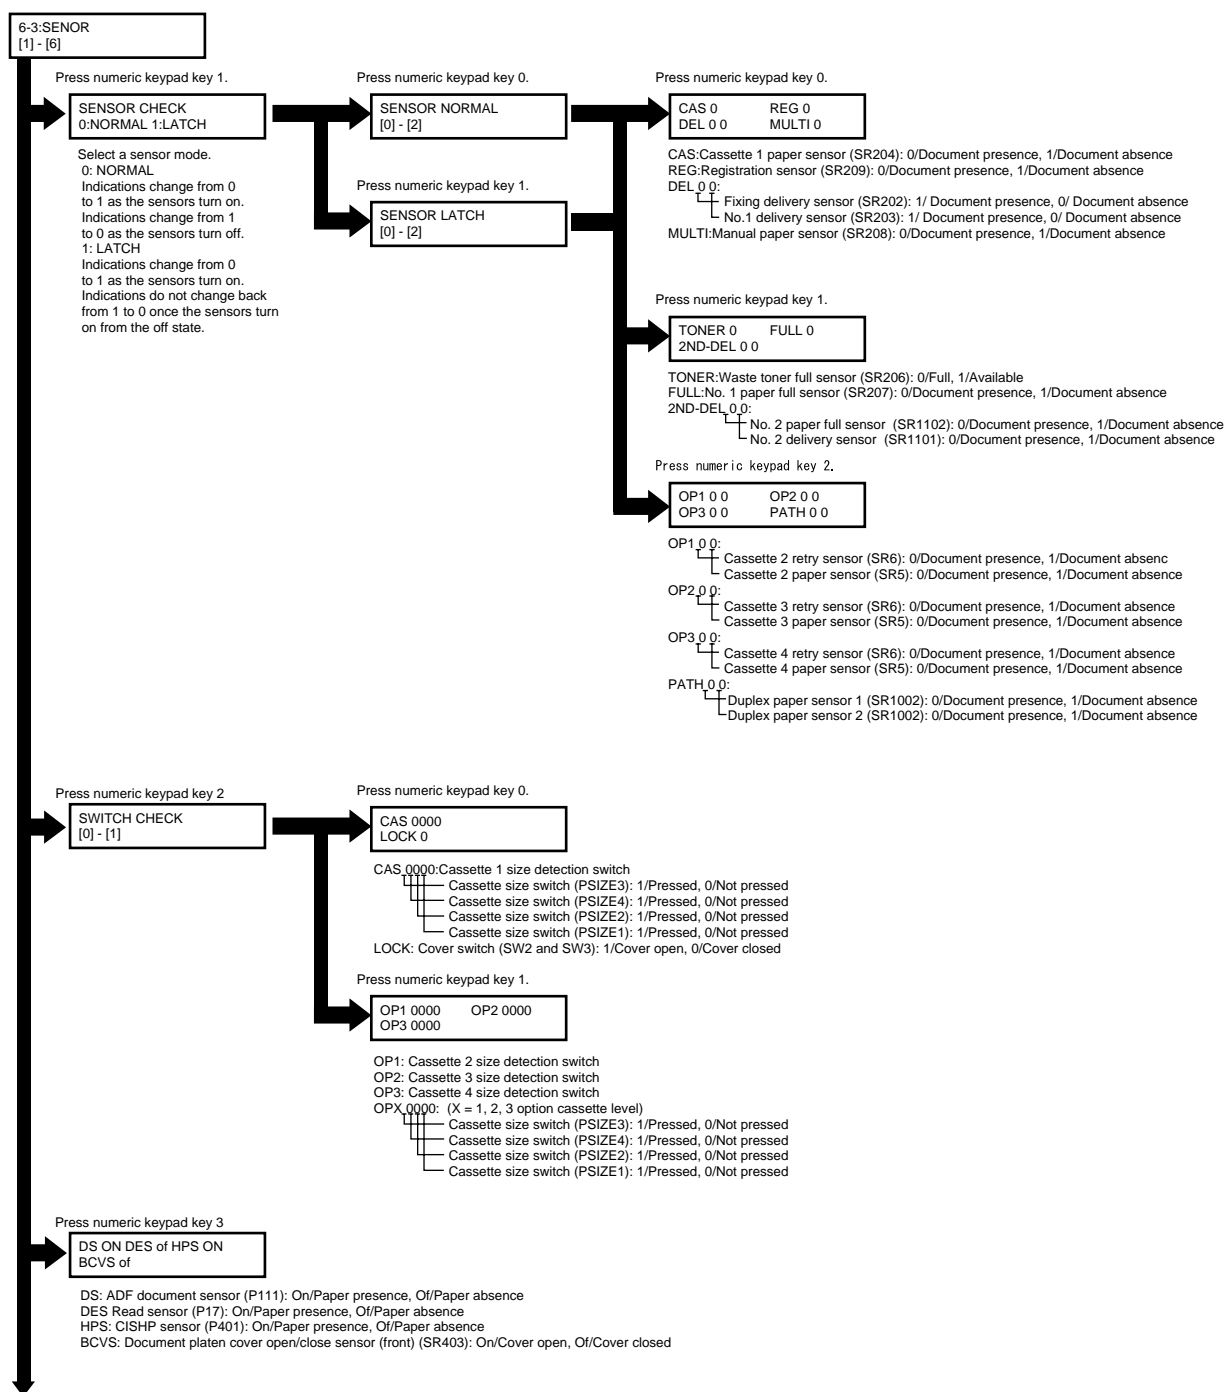 6-3:SENOR
[1] - [6]
Press numeric keypad key 1.
SENSOR CHECK
0:NORMAL 1:LATCH
Select a sensor mode.
0: NORMAL
Indications change from 0
to 1 as the sensors turn on.
Indications change from 1
to 0 as the sensors turn off.
1: LATCH
Indications change from 0
to 1 as the sensors turn on.
Indications do not change back
from 1 to 0 once the sensors turn
on from the off state.
Press numeric keypad key 0.
SENSOR NORMAL
[0] - [2]
Press numeric keypad key 1.
SENSOR LATCH
[0] - [2]
Press numeric keypad key 0.
CAS 0 REG 0
DEL 0 0 MULTI 0
CAS:Cassette 1 paper sensor (SR204): 0/Document presence, 1/Document absence
REG:Registration sensor (SR209): 0/Document presence, 1/Document absence
DEL 0 0:
Fixing delivery sensor (SR202): 1/ Document presence, 0/ Document absence
No.1 delivery sensor (SR203): 1/ Document presence, 0/ Document absence
MULTI:Manual paper sensor (SR208): 0/Document presence, 1/Document absence
Press numeric keypad key 1.
TONER 0 FULL 0
2ND-DEL 0 0
TONER:Waste toner full sensor (SR206): 0/Full, 1/Available
FULL:No. 1 paper full sensor (SR207): 0/Document presence, 1/Document absence
2ND-DEL 0 0:
No. 2 paper full sensor (SR1102): 0/Document presence, 1/Document absence
No. 2 delivery sensor (SR1101): 0/Document presence, 1/Document absence
Press numeric keypad key 2.
OP1 0 0 OP2 0 0
OP3 0 0 PATH 0 0
OP1 0 0:
Cassette 2 retry sensor (SR6): 0/Document presence, 1/Document absenc
Cassette 2 paper sensor (SR5): 0/Document presence, 1/Document absence
OP2 0 0:
Cassette 3 retry sensor (SR6): 0/Document presence, 1/Document absence
Cassette 3 paper sensor (SR5): 0/Document presence, 1/Document absence
OP3 0 0:
Cassette 4 retry sensor (SR6): 0/Document presence, 1/Document absence
Cassette 4 paper sensor (SR5): 0/Document presence, 1/Document absence
PATH 0 0:
Duplex paper sensor 1 (SR1002): 0/Document presence, 1/Document absence
Duplex paper sensor 2 (SR1002): 0/Document presence, 1/Document absence
Press numeric keypad key 2
SWITCH CHECK
[0] - [1]
Press numeric keypad key 0.
CAS 0000
LOCK 0
CAS 0000:Cassette 1 size detection switch
Cassette size switch (PSIZE3): 1/Pressed, 0/Not pressed
Cassette size switch (PSIZE4): 1/Pressed, 0/Not pressed
Cassette size switch (PSIZE2): 1/Pressed, 0/Not pressed
Cassette size switch (PSIZE1): 1/Pressed, 0/Not pressed
LOCK: Cover switch (SW2 and SW3): 1/Cover open, 0/Cover closed
Press numeric keypad key 1.
OP1 0000 OP2 0000
OP3 0000
OP1: Cassette 2 size detection switch
OP2: Cassette 3 size detection switch
OP3: Cassette 4 size detection switch
OPX 0000: (X = 1, 2, 3 option cassette level)
Cassette size switch (PSIZE3): 1/Pressed, 0/Not pressed
Cassette size switch (PSIZE4): 1/Pressed, 0/Not pressed
Cassette size switch (PSIZE2): 1/Pressed, 0/Not pressed
Cassette size switch (PSIZE1): 1/Pressed, 0/Not pressed
Press numeric keypad key 3
DS ON DES of HPS ON
BCVS of
DS: ADF document sensor (P111): On/Paper presence, Of/Paper absence
DES Read sensor (P17): On/Paper presence, Of/Paper absence
HPS: CISHP sensor (P401): On/Paper presence, Of/Paper absence
BCVS: Document platen cover open/close sensor (front) (SR403): On/Cover open, Of/Cover closed